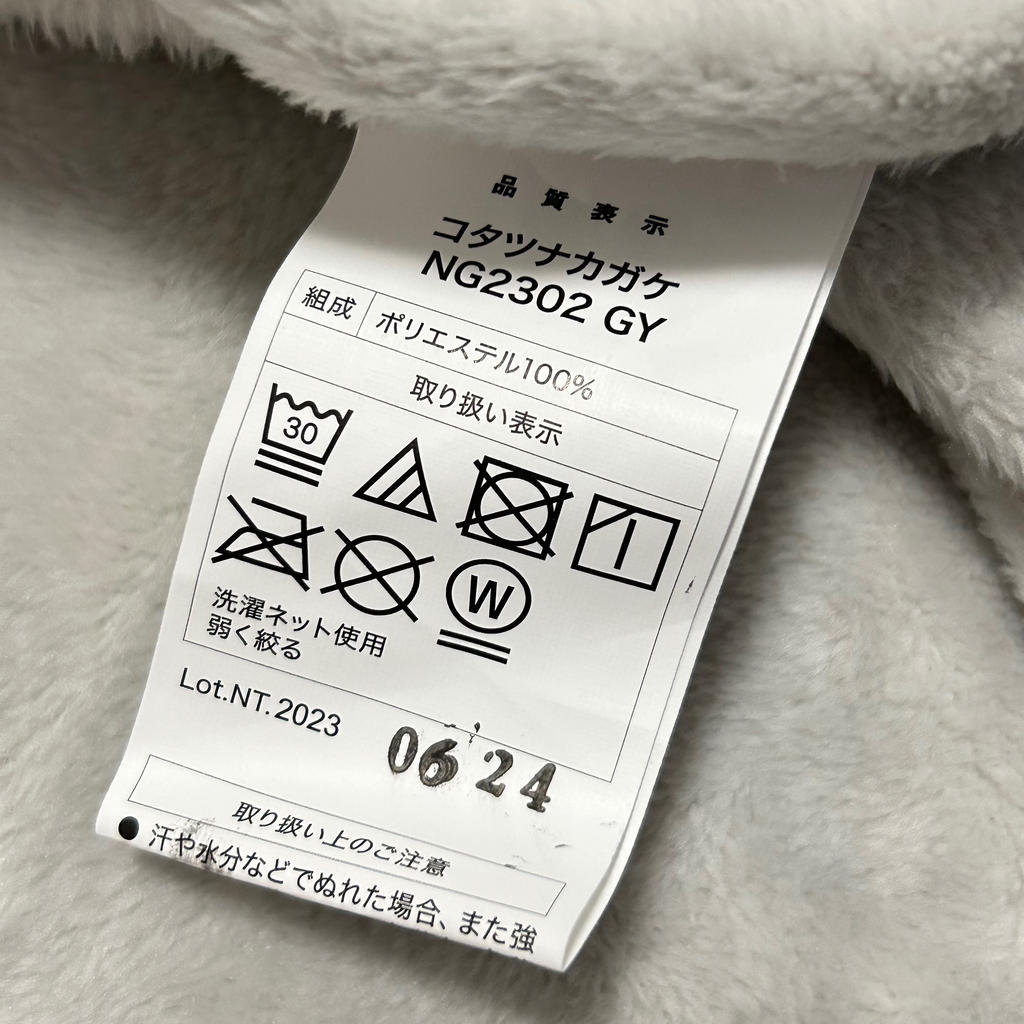 品質表示
コタツナカガケ
NG2302 GY
組成 ポリエステル100%
取り扱い表示
30
W
洗濯ネット使用
弱く絞る
Lot.NT.2023
06 24
取り扱い上のご注意
●汗や水分などでぬれた場合、また強